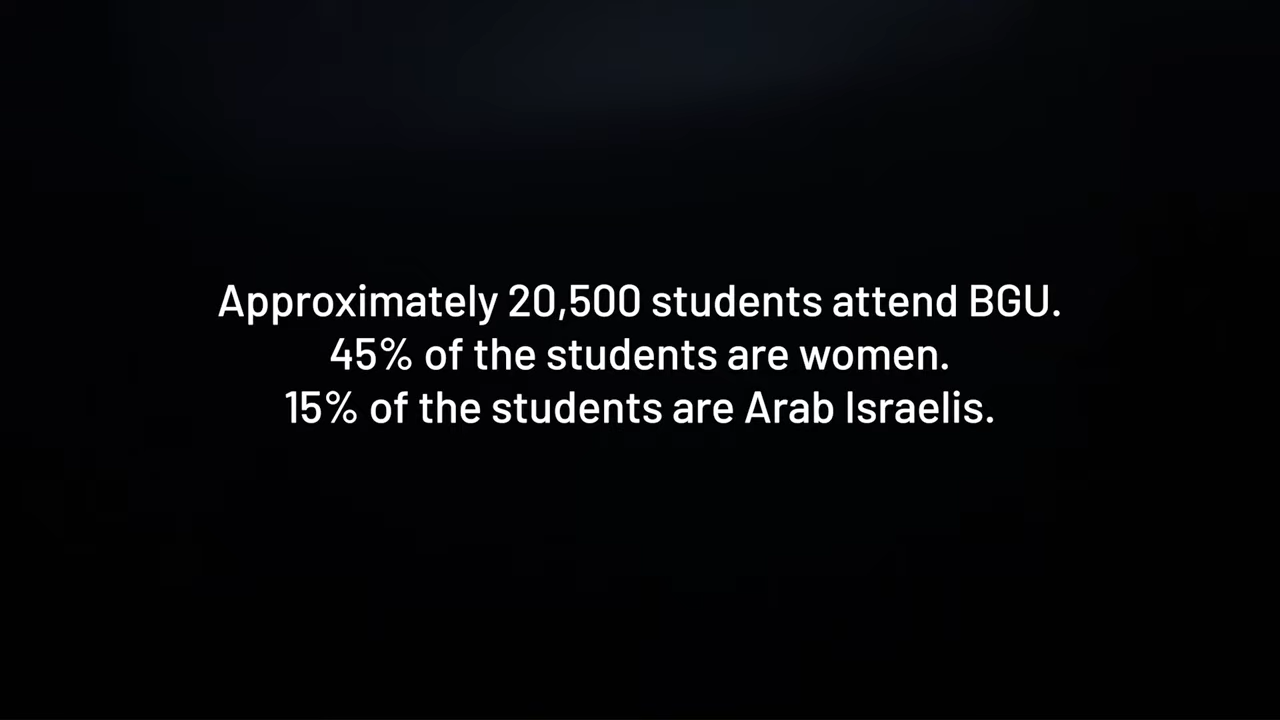 Approximately 20,500 students attend BGU.
45% of the students are women.
15% of the students are Arab Israelis.